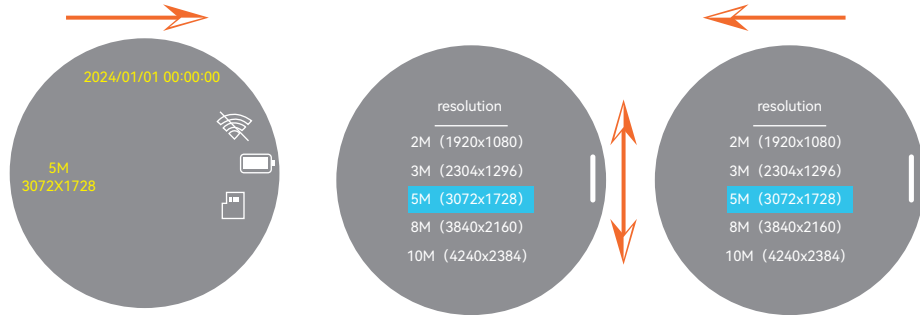 2024/01/01 00:00:00
5M
3072X1728
resolution
2M（1920x1080）
3M（2304x1296）
5M（3072x1728）
8M（3840x2160）
10M（4240x2384）
resolution
2M（1920x1080）
3M（2304x1296）
5M（3072x1728）
8M（3840x2160）
10M（4240x2384）